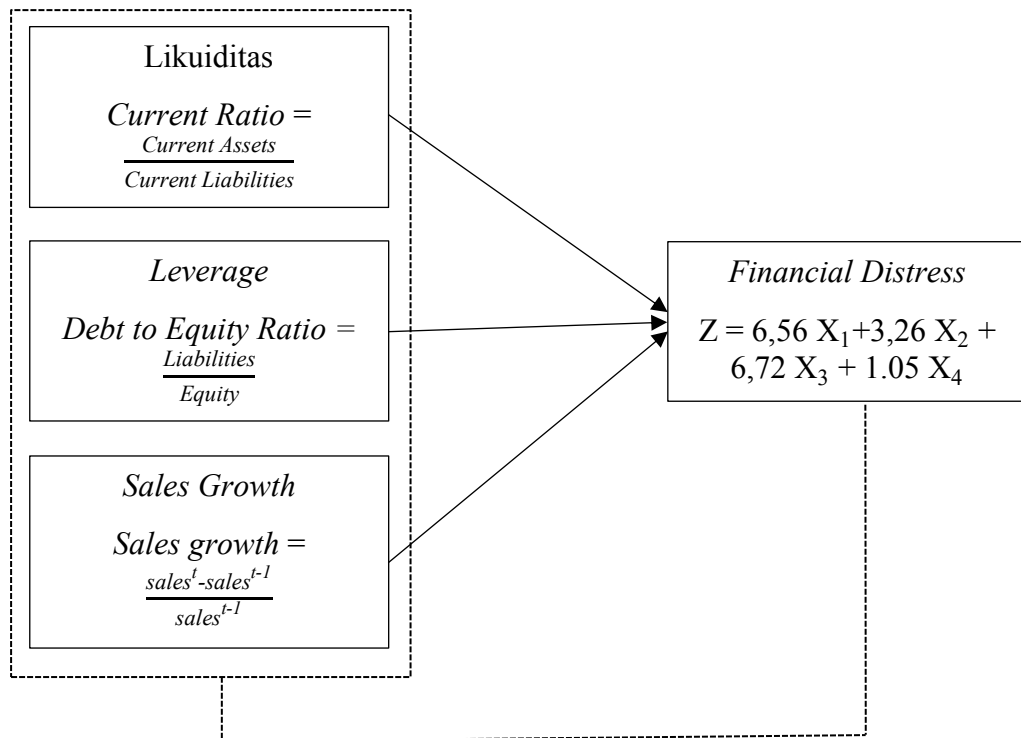 Likuiditas
Current Ratio =
Current Assets
Current Liabilities
Leverage
Debt to Equity Ratio =
Liabilities
Equity
Sales Growth
Sales growth =
sales^t-sales^t-1
sales^t-1
Financial Distress
Z = 6,56 X₁+3,26 X₂ +
6,72 X₃ + 1.05 X₄